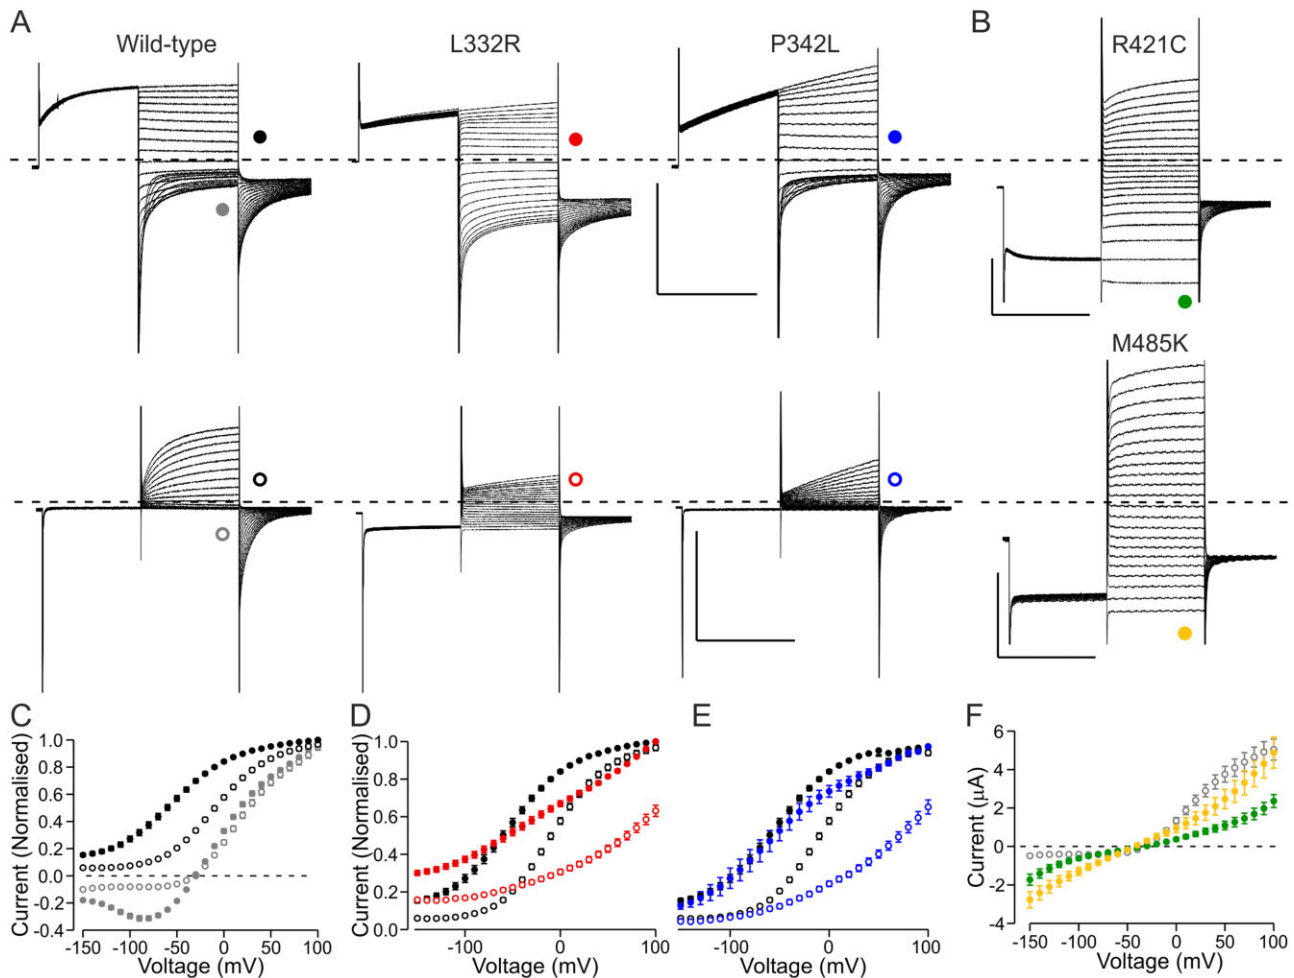 A
Wild-type
L332R
P342L
B
R421C
M485K
C
D
E
F
Current (Normalised)
1.0
0.8
0.6
0.4
0.2
0.0
-0.2
-0.4
-150 -100 -50 0 50 100
Voltage (mV)
Current (Normalised)
1.0
0.8
0.6
0.4
0.2
0.0
-100 0 100
Voltage (mV)
-100 0 100
Voltage (mV)
Current (μA)
6
4
2
0
-2
-4
-150 -100 -50 0 50 100
Voltage (mV)